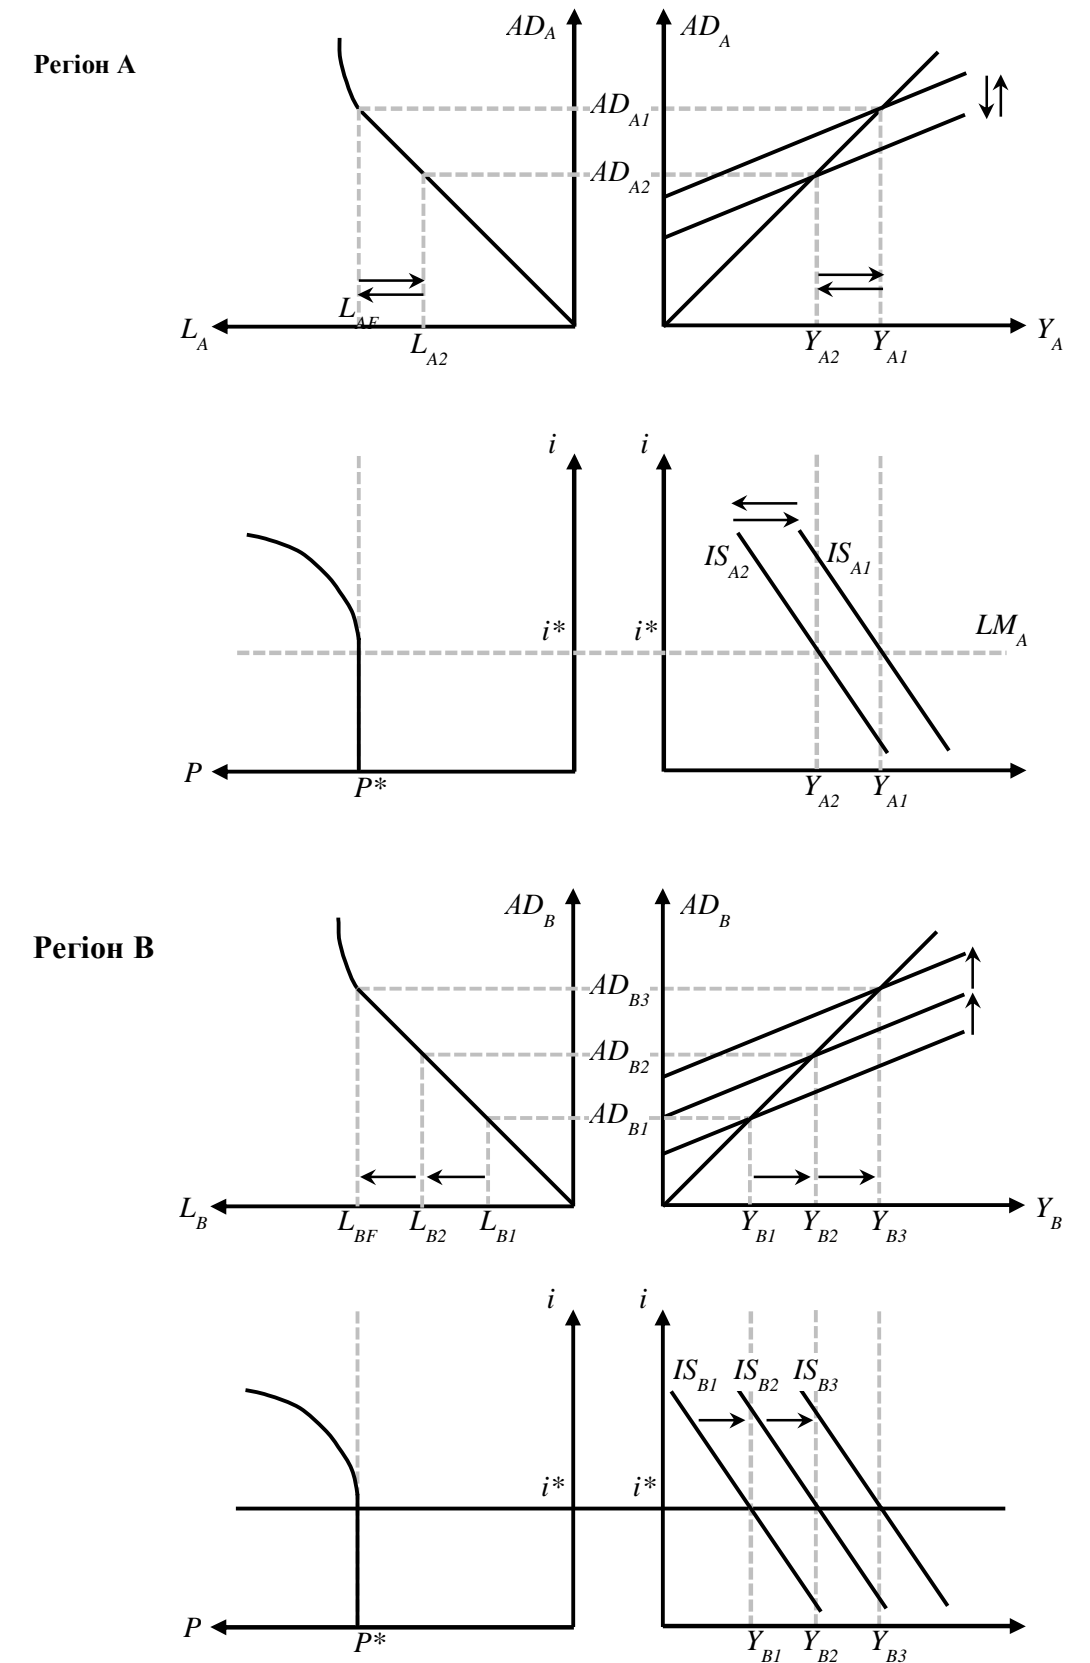 AD_A AD_A
Регіон А
AD_A1
AD_A2
L_AF
L_A L_A2 Y_A2 Y_A1 Y_A
i i
IS_A2 IS_A1
i* i* LM_A
P P* Y_A2 Y_A1
AD_B AD_B
Регіон В
AD_B3
AD_B2
AD_B1
L_B L_BF L_B2 L_B1 Y_B1 Y_B2 Y_B3 Y_B
i i
IS_B1 IS_B2 IS_B3
i* i*
P P* Y_B1 Y_B2 Y_B3